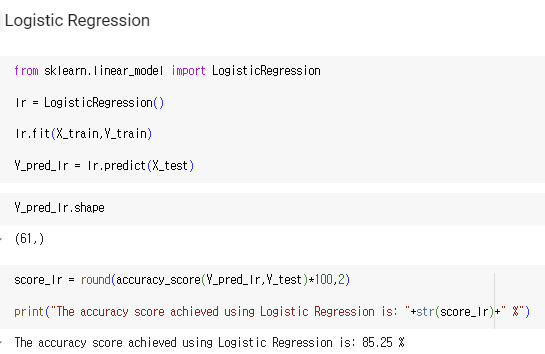 Logistic Regression
from sklearn.linear_model import LogisticRegression
lr = LogisticRegression()
lr.fit(X_train,Y_train)
Y_pred_lr = lr.predict(X_test)
Y_pred_lr.shape
(61,)
score_lr = round(accuracy_score(Y_pred_lr,Y_test)*100,2)
print("The accuracy score achieved using Logistic Regression is: "+str(score_lr)+" %")
The accuracy score achieved using Logistic Regression is: 85.25 %